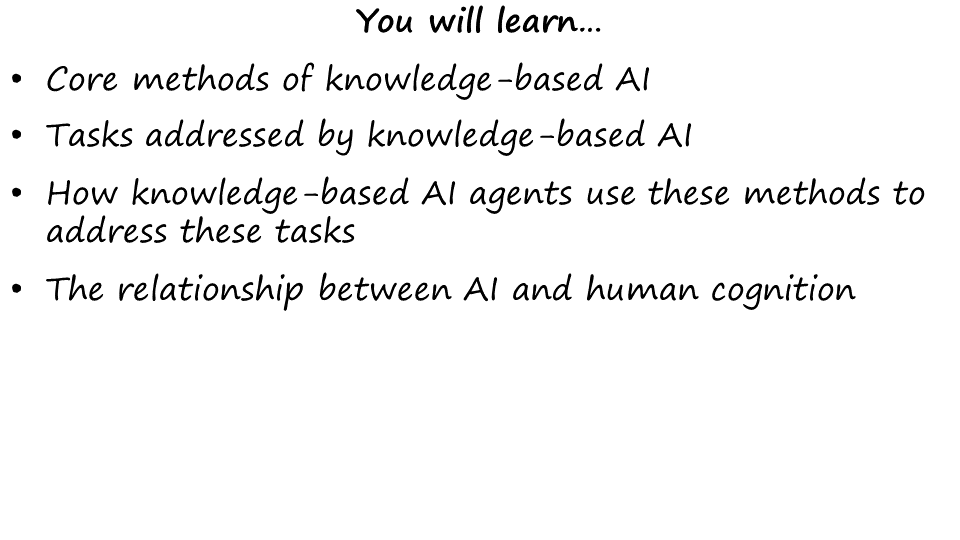 You will learn...
• Core methods of knowledge-based AI
• Tasks addressed by knowledge-based AI
• How knowledge-based AI agents use these methods to
address these tasks
• The relationship between AI and human cognition